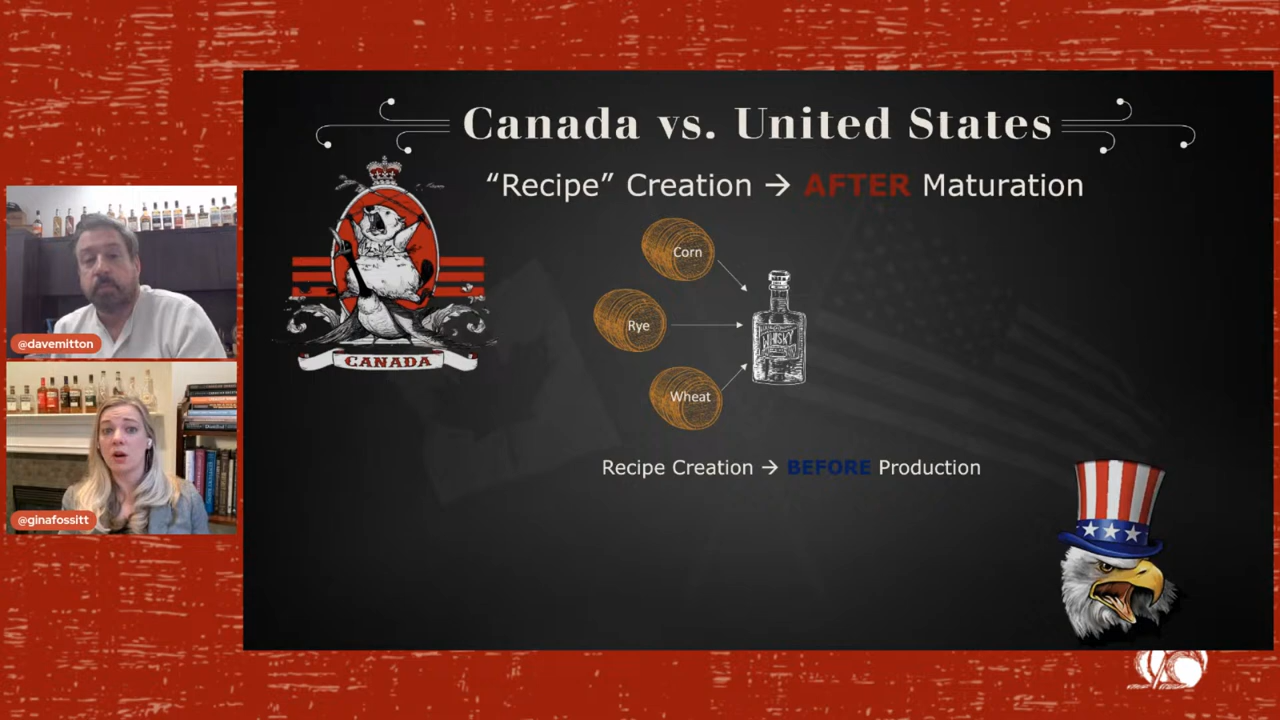 Canada vs. United States
“Recipe” Creation → AFTER Maturation
Corn
Rye
Wheat
WHISKY
CANADA
Recipe Creation → BEFORE Production
@davemitton
@ginafossitt